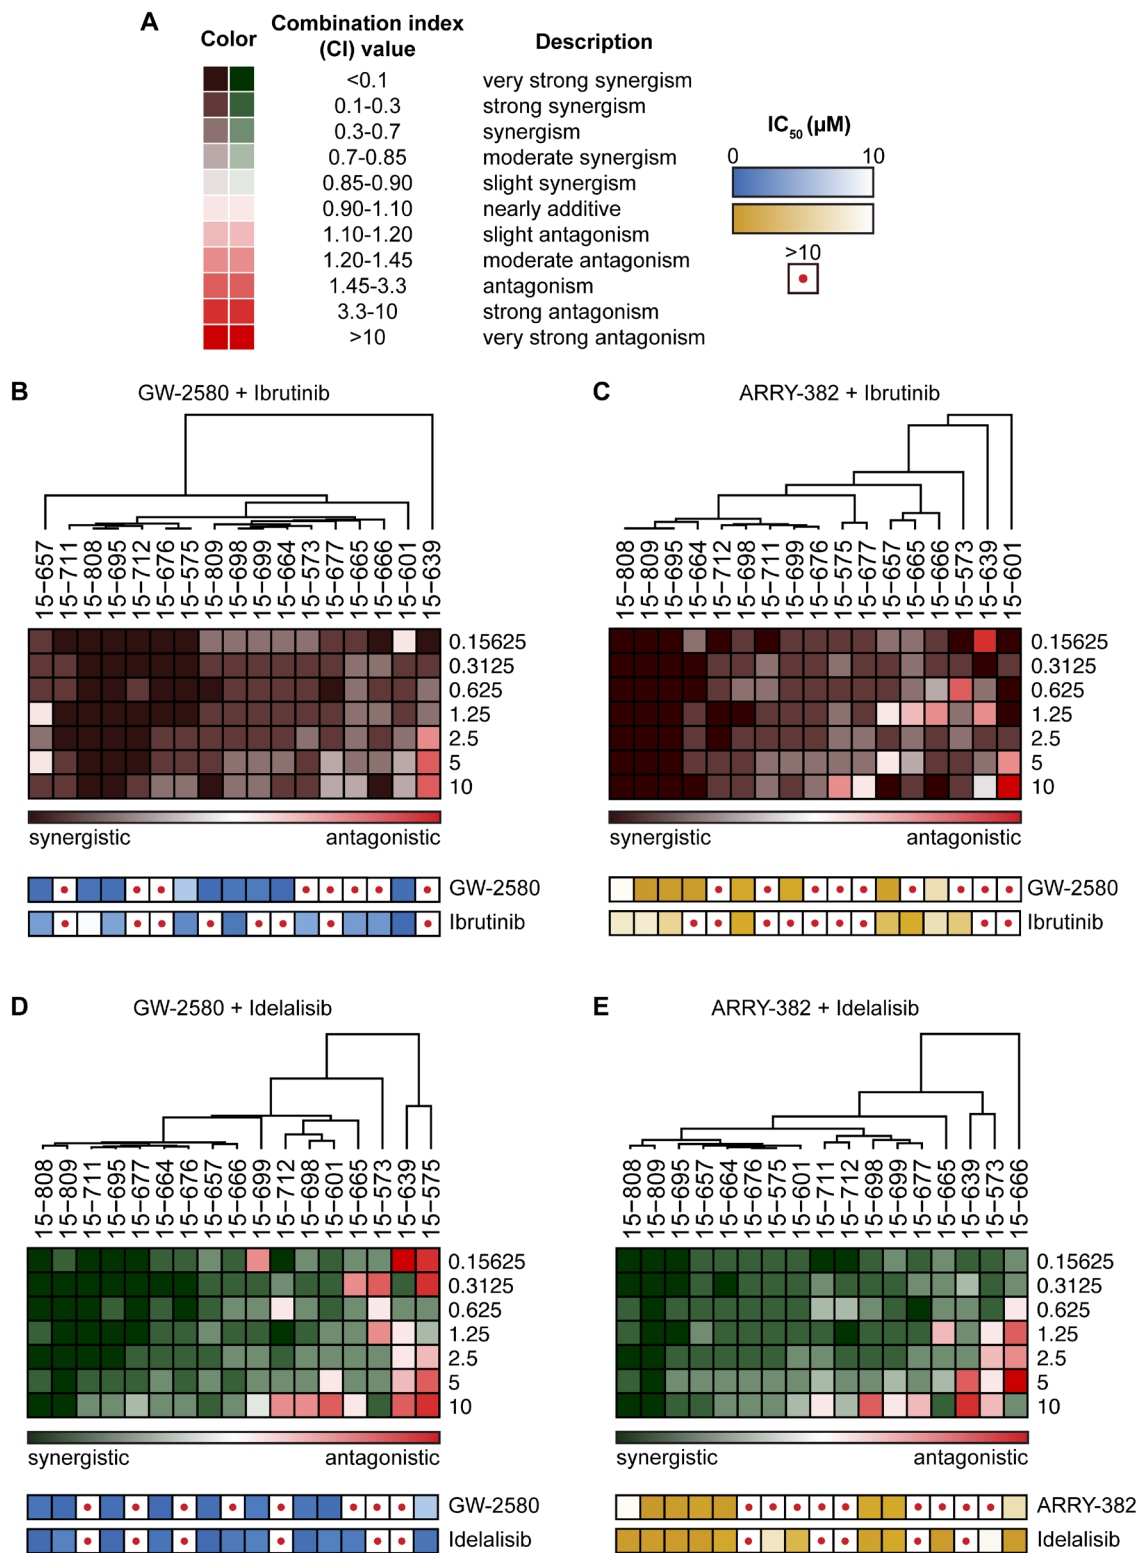 A
Color
Combination index
(CI) value
Description
<0.1 very strong synergism
0.1-0.3 strong synergism
0.3-0.7 synergism
0.7-0.85 moderate synergism
0.85-0.90 slight synergism
0.90-1.10 nearly additive
1.10-1.20 slight antagonism
1.20-1.45 moderate antagonism
1.45-3.3 antagonism
3.3-10 strong antagonism
>10 very strong antagonism
IC50 (µM)
0 10
>10
B
GW-2580 + Ibrutinib
15-657 15-711 15-808 15-695 15-712 15-676 15-575 15-809 15-698 15-699 15-664 15-573 15-677 15-665 15-666 15-601 15-639
0.15625
0.3125
0.625
1.25
2.5
5
10
synergistic antagonistic
GW-2580
Ibrutinib
C
ARRY-382 + Ibrutinib
15-808 15-809 15-695 15-664 15-712 15-698 15-711 15-699 15-676 15-575 15-677 15-657 15-665 15-666 15-573 15-639 15-601
0.15625
0.3125
0.625
1.25
2.5
5
10
synergistic antagonistic
GW-2580
Ibrutinib
D
GW-2580 + Idelalisib
15-808 15-809 15-711 15-695 15-677 15-664 15-676 15-657 15-666 15-699 15-712 15-698 15-601 15-665 15-573 15-639 15-575
0.15625
0.3125
0.625
1.25
2.5
5
10
synergistic antagonistic
GW-2580
Idelalisib
E
ARRY-382 + Idelalisib
15-808 15-809 15-695 15-657 15-664 15-676 15-575 15-601 15-711 15-712 15-698 15-699 15-677 15-665 15-639 15-573 15-666
0.15625
0.3125
0.625
1.25
2.5
5
10
synergistic antagonistic
ARRY-382
Idelalisib